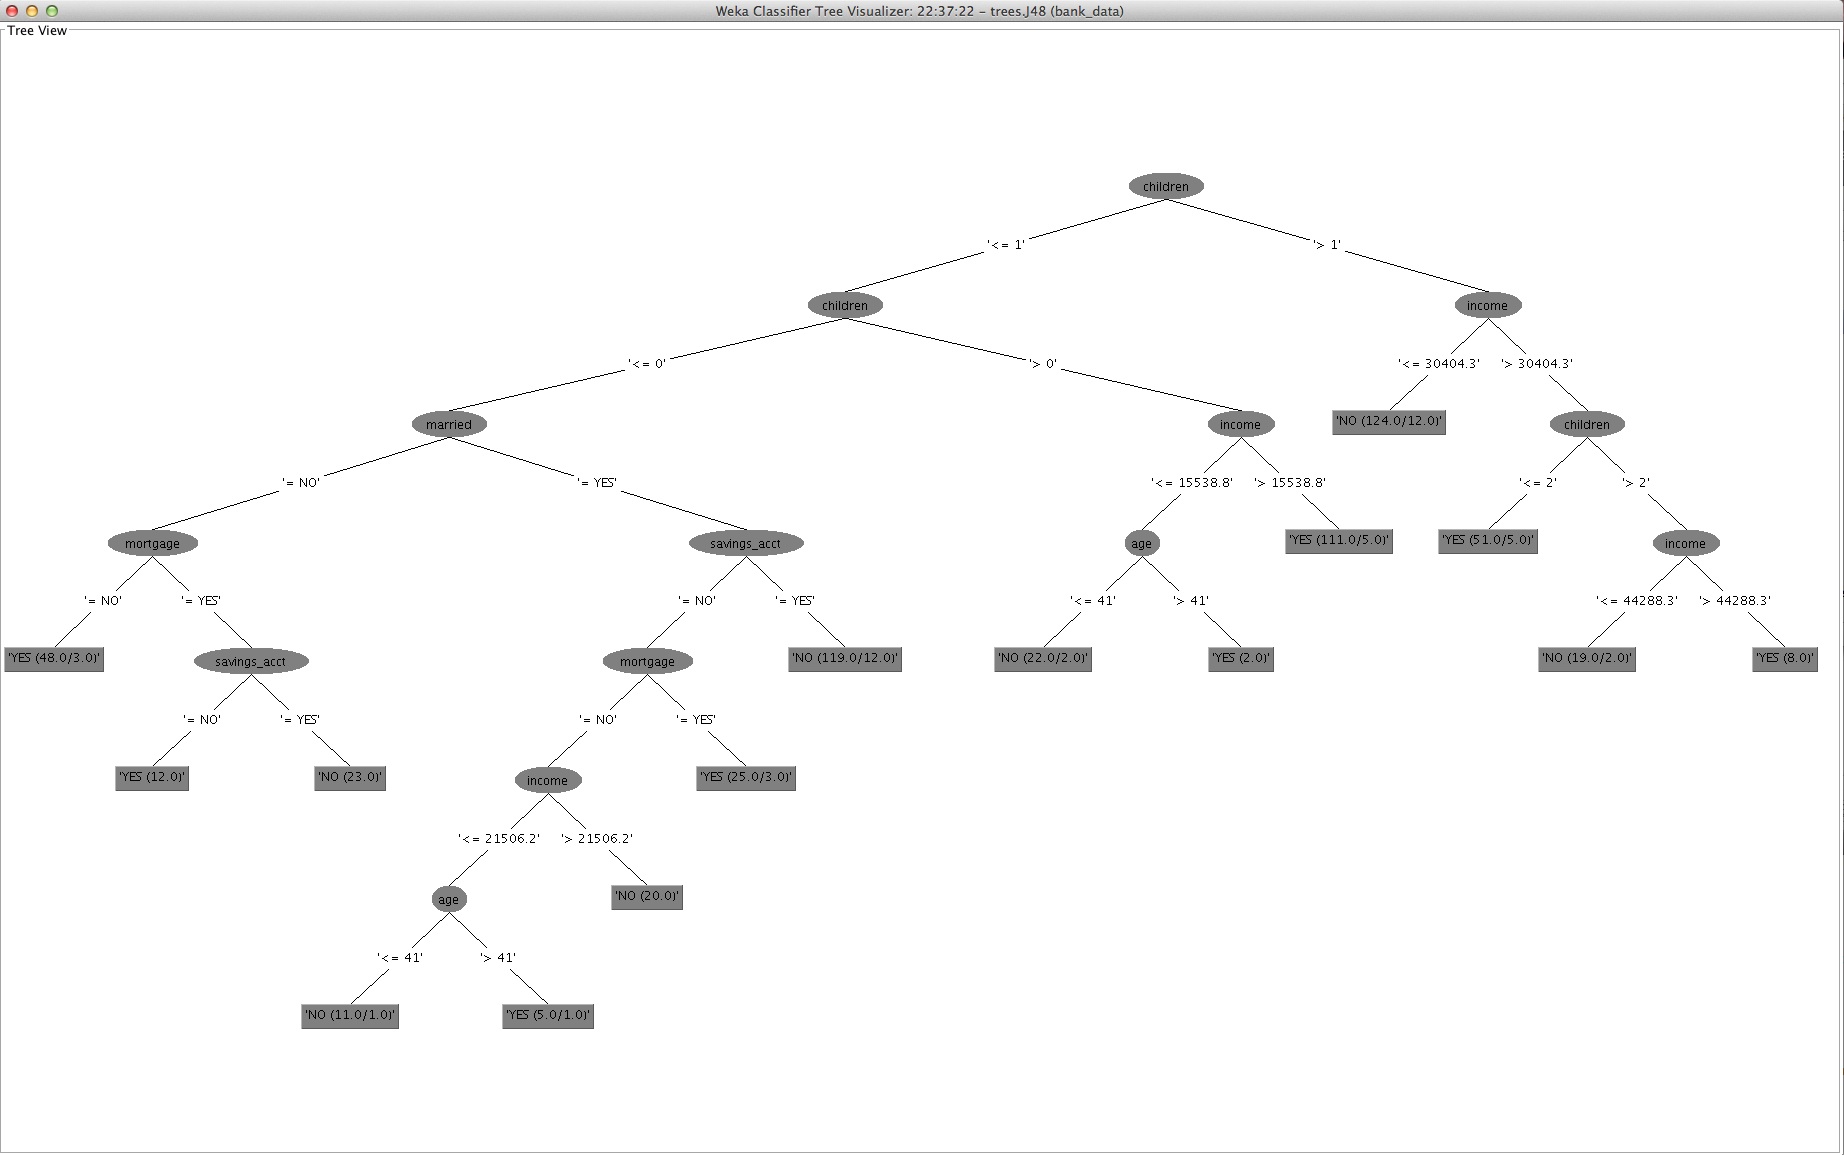 Weka Classifier Tree Visualizer: 22:37:22 - trees.J48 (bank_data)
Tree View
children
'<= 1' '> 1'
children income
'<= 0' '> 0' '<= 30404.3' '> 30404.3'
married income 'NO (124.0/12.0)' children
'= NO' '= YES' '<= 15538.8' '> 15538.8' '<= 2' '> 2'
mortgage savings_acct age 'YES (111.0/5.0)' 'YES (51.0/5.0)' income
'= NO' '= YES' '= NO' '= YES' '<= 41' '> 41' '<= 44288.3' '> 44288.3'
'YES (48.0/3.0)' savings_acct mortgage 'NO (119.0/12.0)' 'NO (22.0/2.0)' 'YES (2.0)' 'NO (19.0/2.0)' 'YES (8.0)'
'= NO' '= YES' '= NO' '= YES'
'YES (12.0)' 'NO (23.0)' income 'YES (25.0/3.0)'
'<= 21506.2' '> 21506.2'
age 'NO (20.0)'
'<= 41' '> 41'
'NO (11.0/1.0)' 'YES (5.0/1.0)'